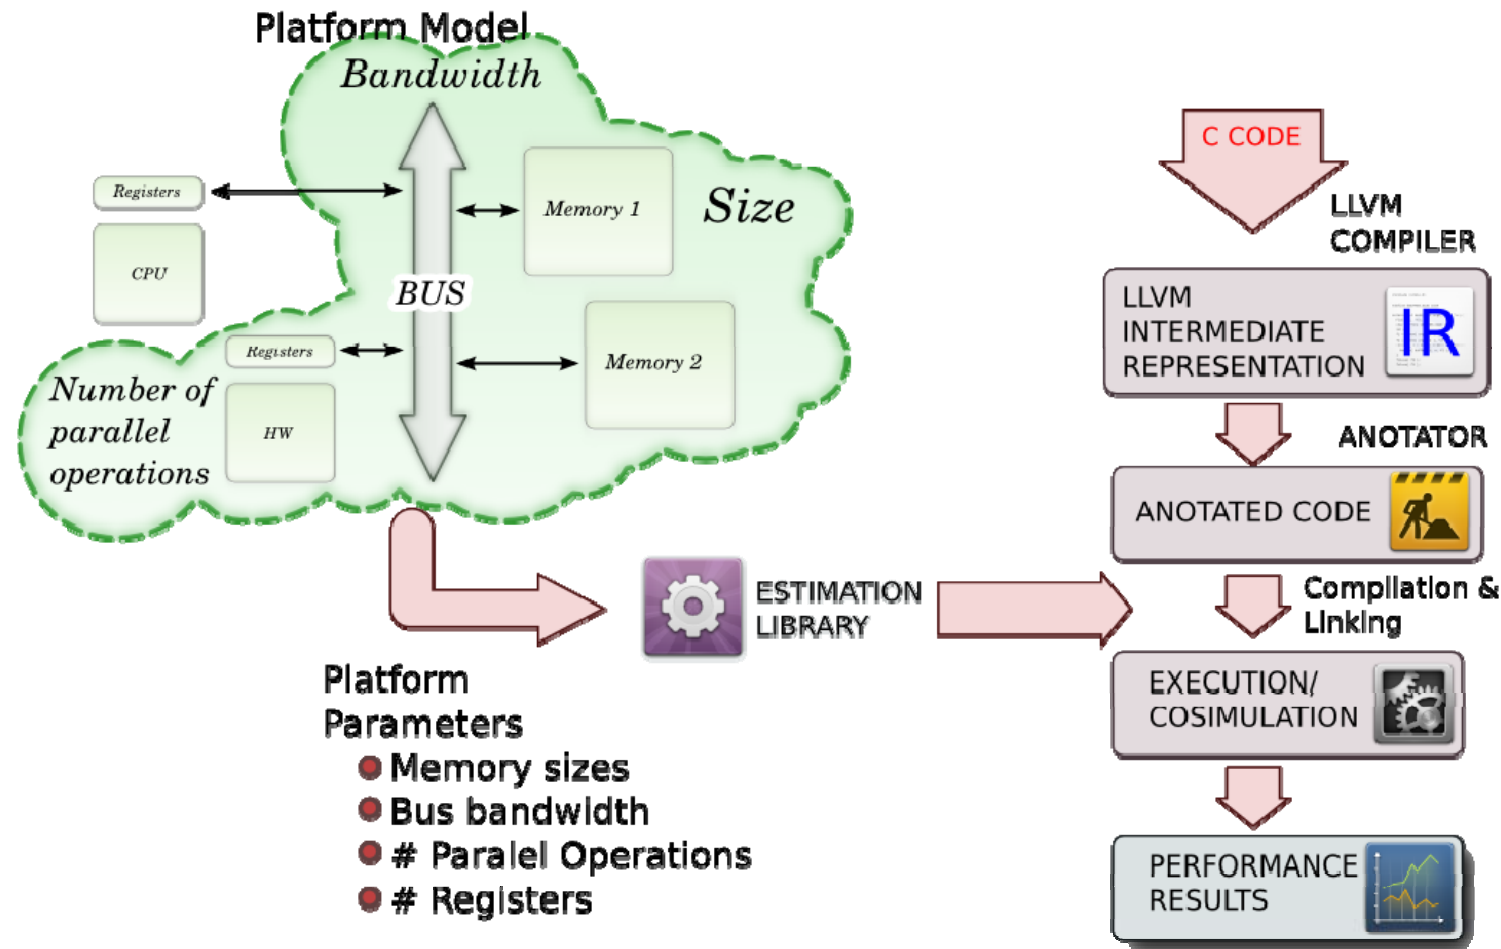 Platform Model
Bandwidth
Registers
Memory 1
Size
CPU
BUS
Registers
Memory 2
Number of
parallel
operations
HW
C CODE
LLVM
COMPILER
LLVM
INTERMEDIATE
REPRESENTATION
IR
ANOTATOR
ANOTATED CODE
ESTIMATION
LIBRARY
Compilation &
Linking
Platform
Parameters
Memory sizes
Bus bandwidth
# Paralel Operations
# Registers
EXECUTION/
COSIMULATION
PERFORMANCE
RESULTS